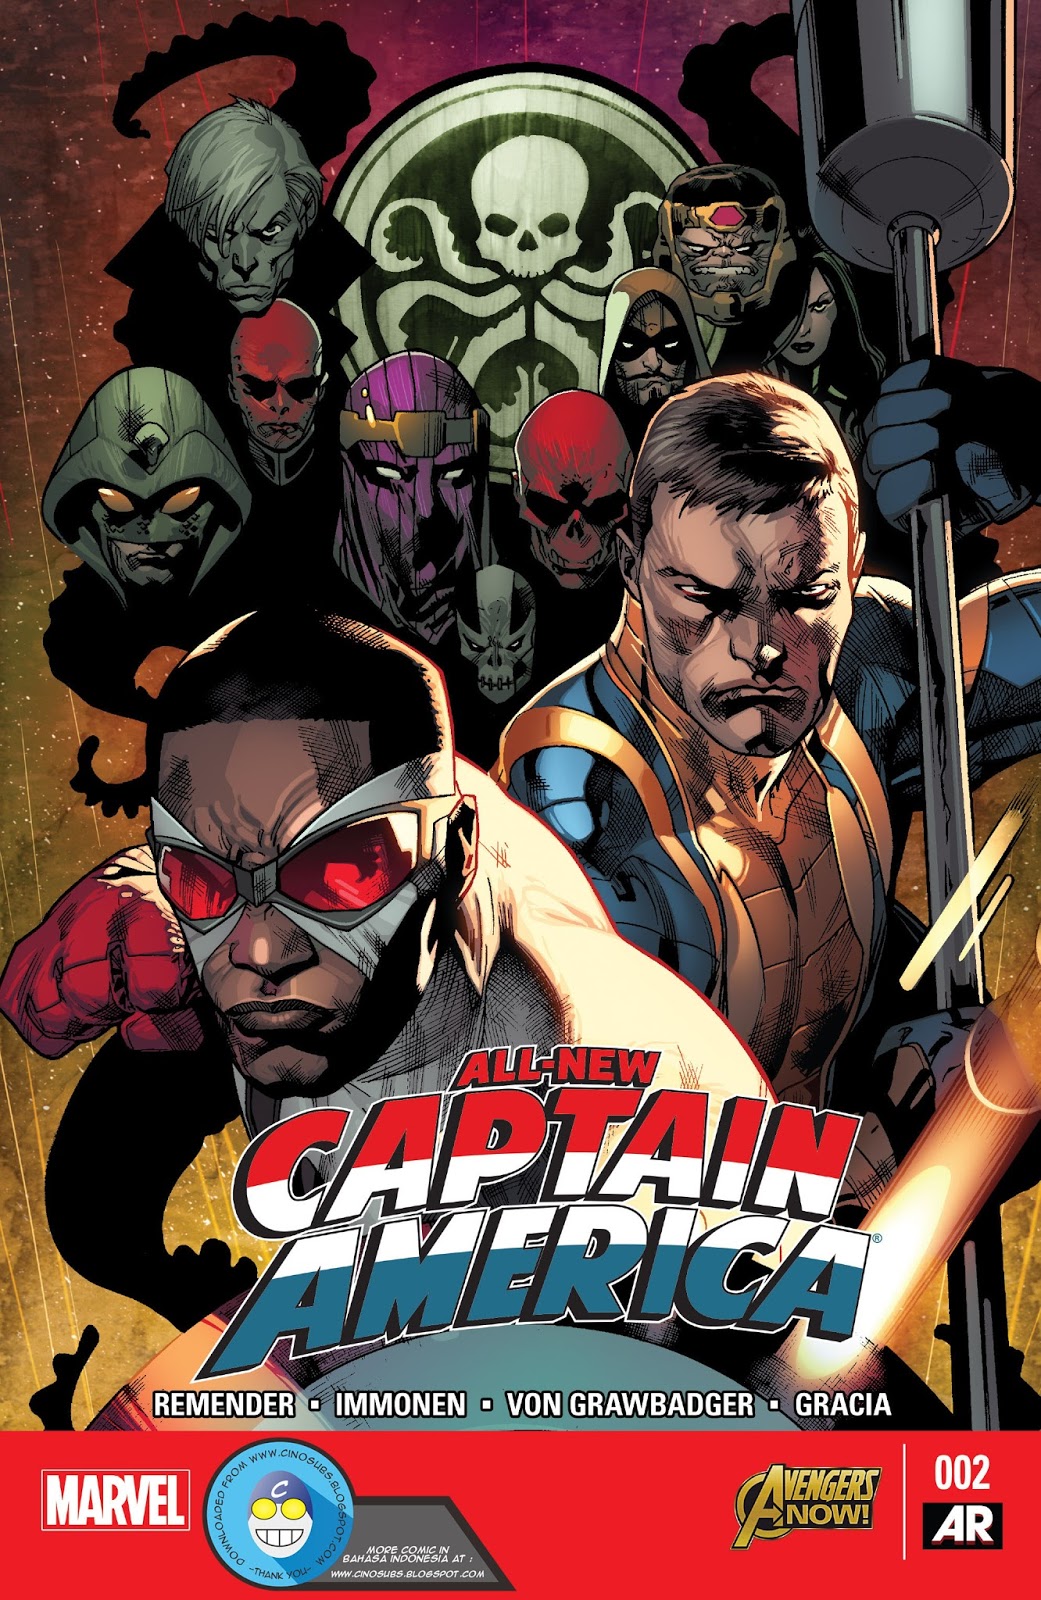 ALL-NEW
CAPTAIN
AMERICA®
REMENDER ▪ IMMONEN ▪ VON GRAWBADGER ▪ GRACIA
MARVEL
DOWNLOADED FROM WWW.CINOSUBS.BLOGSPOT.COM
C
-THANK YOU-
MORE COMIC IN
BAHASA INDONESIA AT :
WWW.CINOSUBS.BLOGSPOT.COM
AVENGERS
NOW!
002
AR